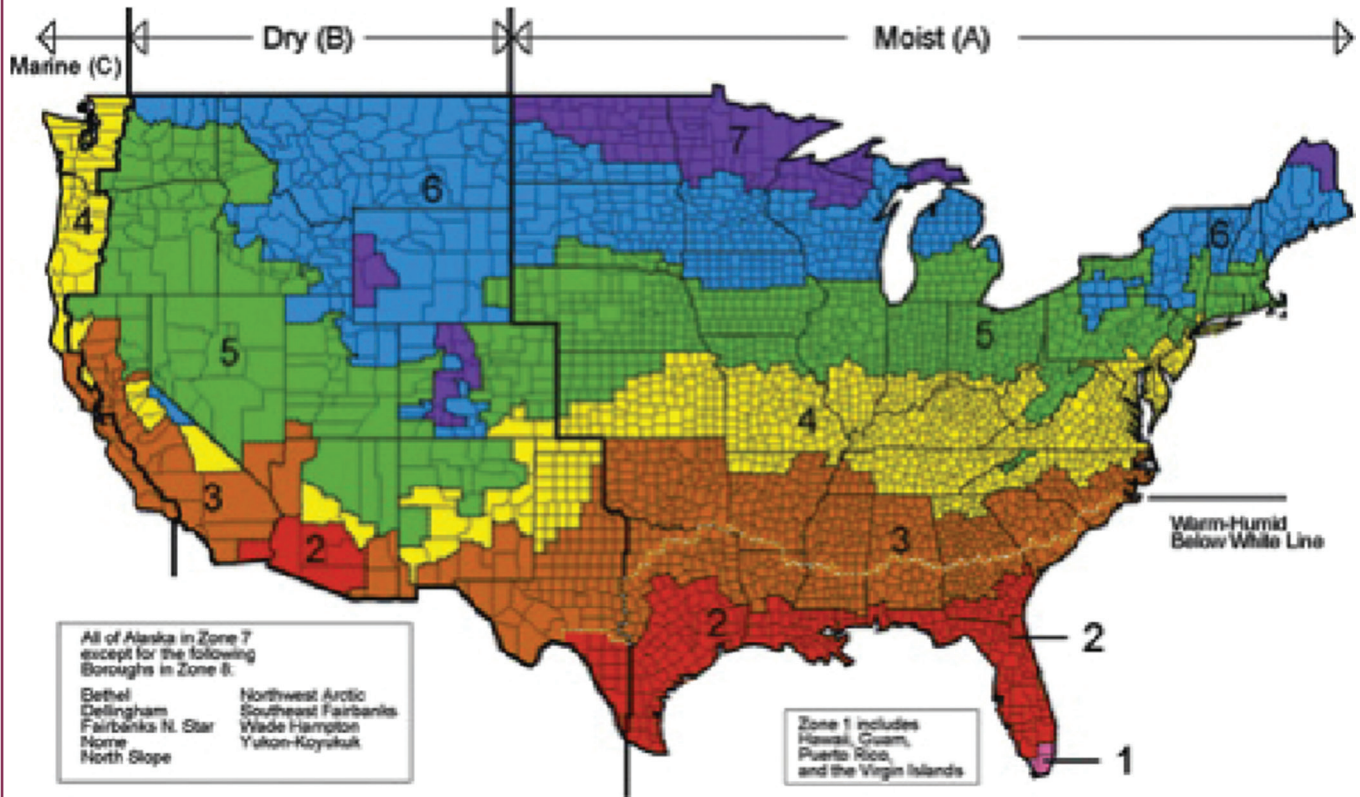 Dry (B)
Moist (A)
Marine (C)
7
6
6
4
5
5
4
3
3
2
2
2
1
Warm-Humid
Below White Line
All of Alaska in Zone 7
except for the following
Boroughs in Zone 8:
Bethel
Dellingham
Fairbanks N. Star
Nome
North Slope
Northwest Arctic
Southeast Fairbanks
Wade Hampton
Yukon-Koyukuk
Zone 1 includes
Hawaii, Guam,
Puerto Rico,
and the Virgin Islands